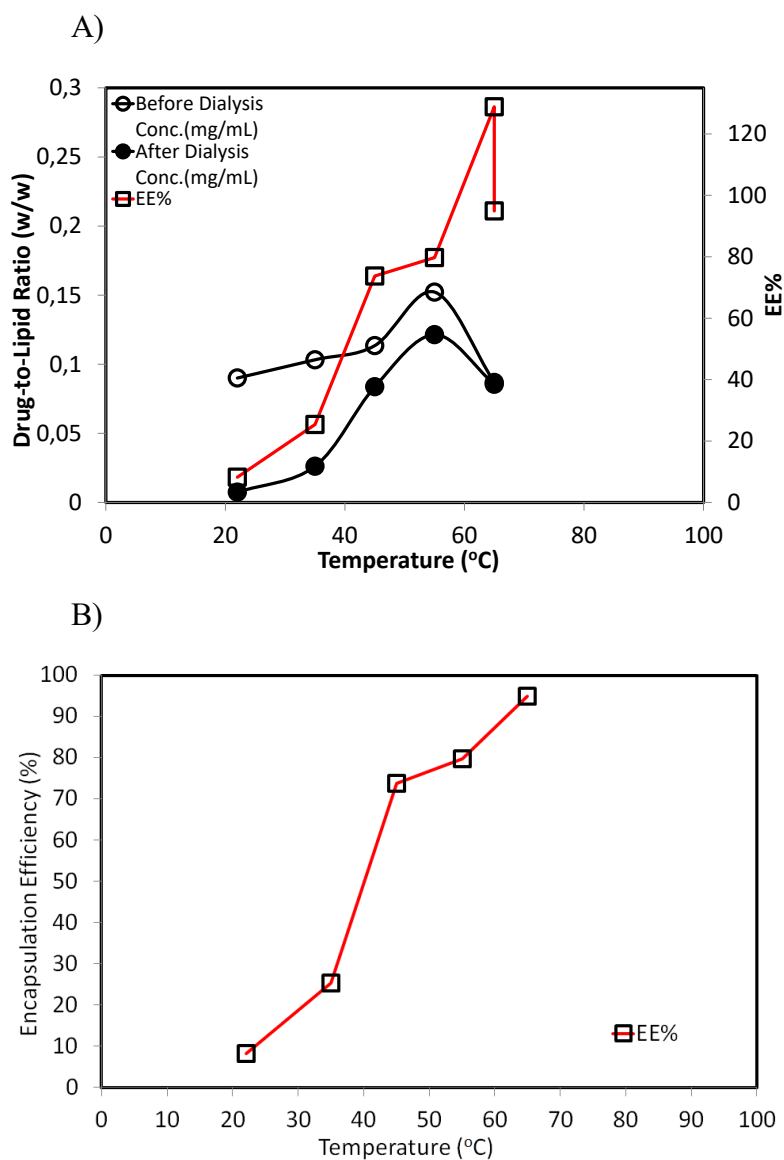 A)
0,3
0,25
0,2
0,15
0,1
0,05
0
Drug-to-Lipid Ratio (w/w)
Before Dialysis
Conc.(mg/mL)
After Dialysis
Conc.(mg/mL)
EE%
120
100
80
60
40
20
0
EE%
0 20 40 60 80 100
Temperature (°C)
B)
100
90
80
70
60
50
40
30
20
10
0
Encapsulation Efficiency (%)
EE%
0 10 20 30 40 50 60 70 80 90 100
Temperature (°C)